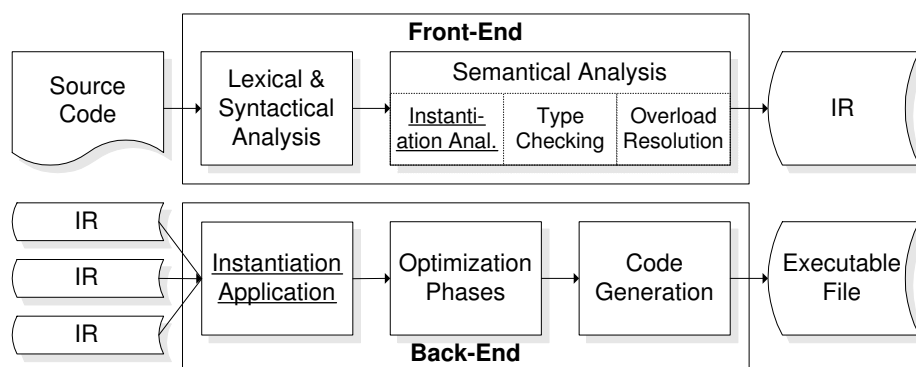 Front-End
Source
Code
Lexical &
Syntactical
Analysis
Semantical Analysis
Instanti-
ation Anal.
Type
Checking
Overload
Resolution
IR
IR
IR
IR
Instantiation
Application
Optimization
Phases
Code
Generation
Executable
File
Back-End